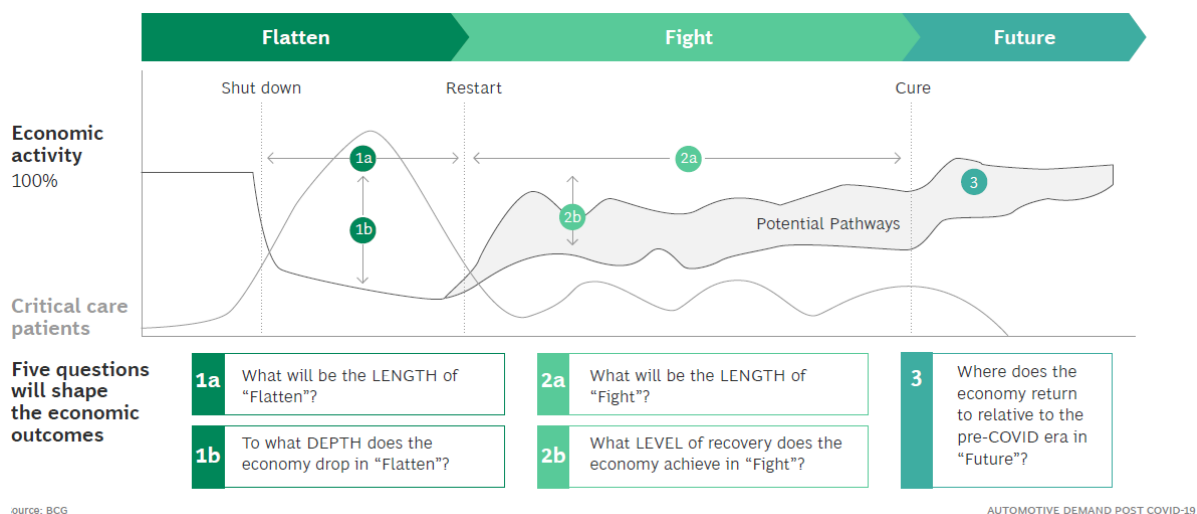 Flatten
Fight
Future
Shut down
Restart
Cure
Economic
activity
100%
1a
2a
1b
2b
3
Potential Pathways
Critical care
patients
Five questions
will shape
the economic
outcomes
1a
What will be the LENGTH of
“Flatten”?
1b
To what DEPTH does the
economy drop in “Flatten”?
2a
What will be the LENGTH of
“Fight”?
2b
What LEVEL of recovery does the
economy achieve in “Fight”?
3
Where does the
economy return
to relative to the
pre-COVID era in
“Future”?
ource: BCG
AUTOMOTIVE DEMAND POST COVID-19